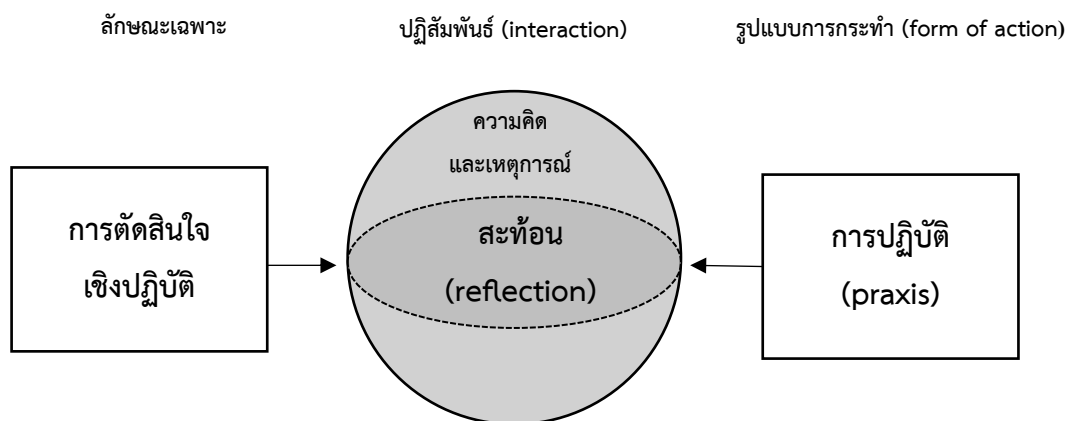 ลักษณะเฉพาะ
ปฏิสัมพันธ์ (interaction)
รูปแบบการกระทำ (form of action)
ความคิด
และเหตุการณ์
การตัดสินใจ
เชิงปฏิบัติ
สะท้อน
(reflection)
การปฏิบัติ
(praxis)